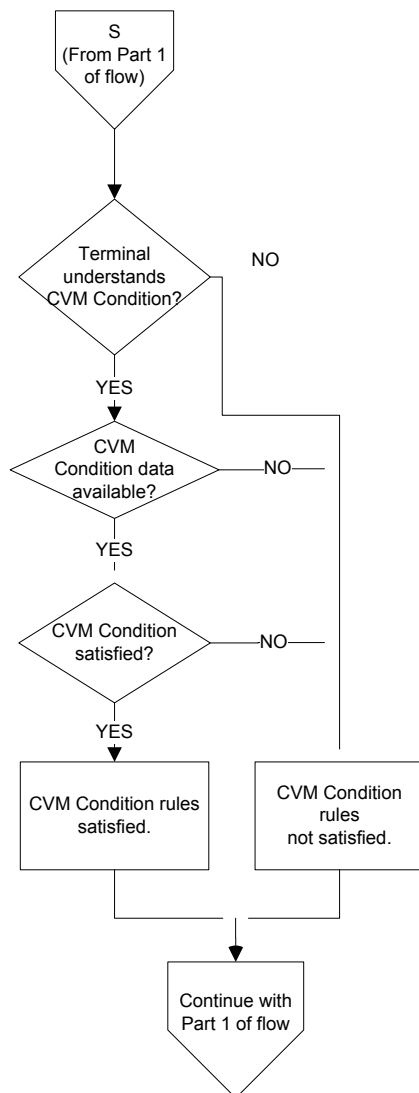 S
(From Part 1
of flow)
Terminal
understands
CVM Condition?
NO
YES
CVM
Condition data
available?
NO
YES
CVM Condition
satisfied?
NO
YES
CVM Condition rules
satisfied.
CVM Condition
rules
not satisfied.
Continue with
Part 1 of flow